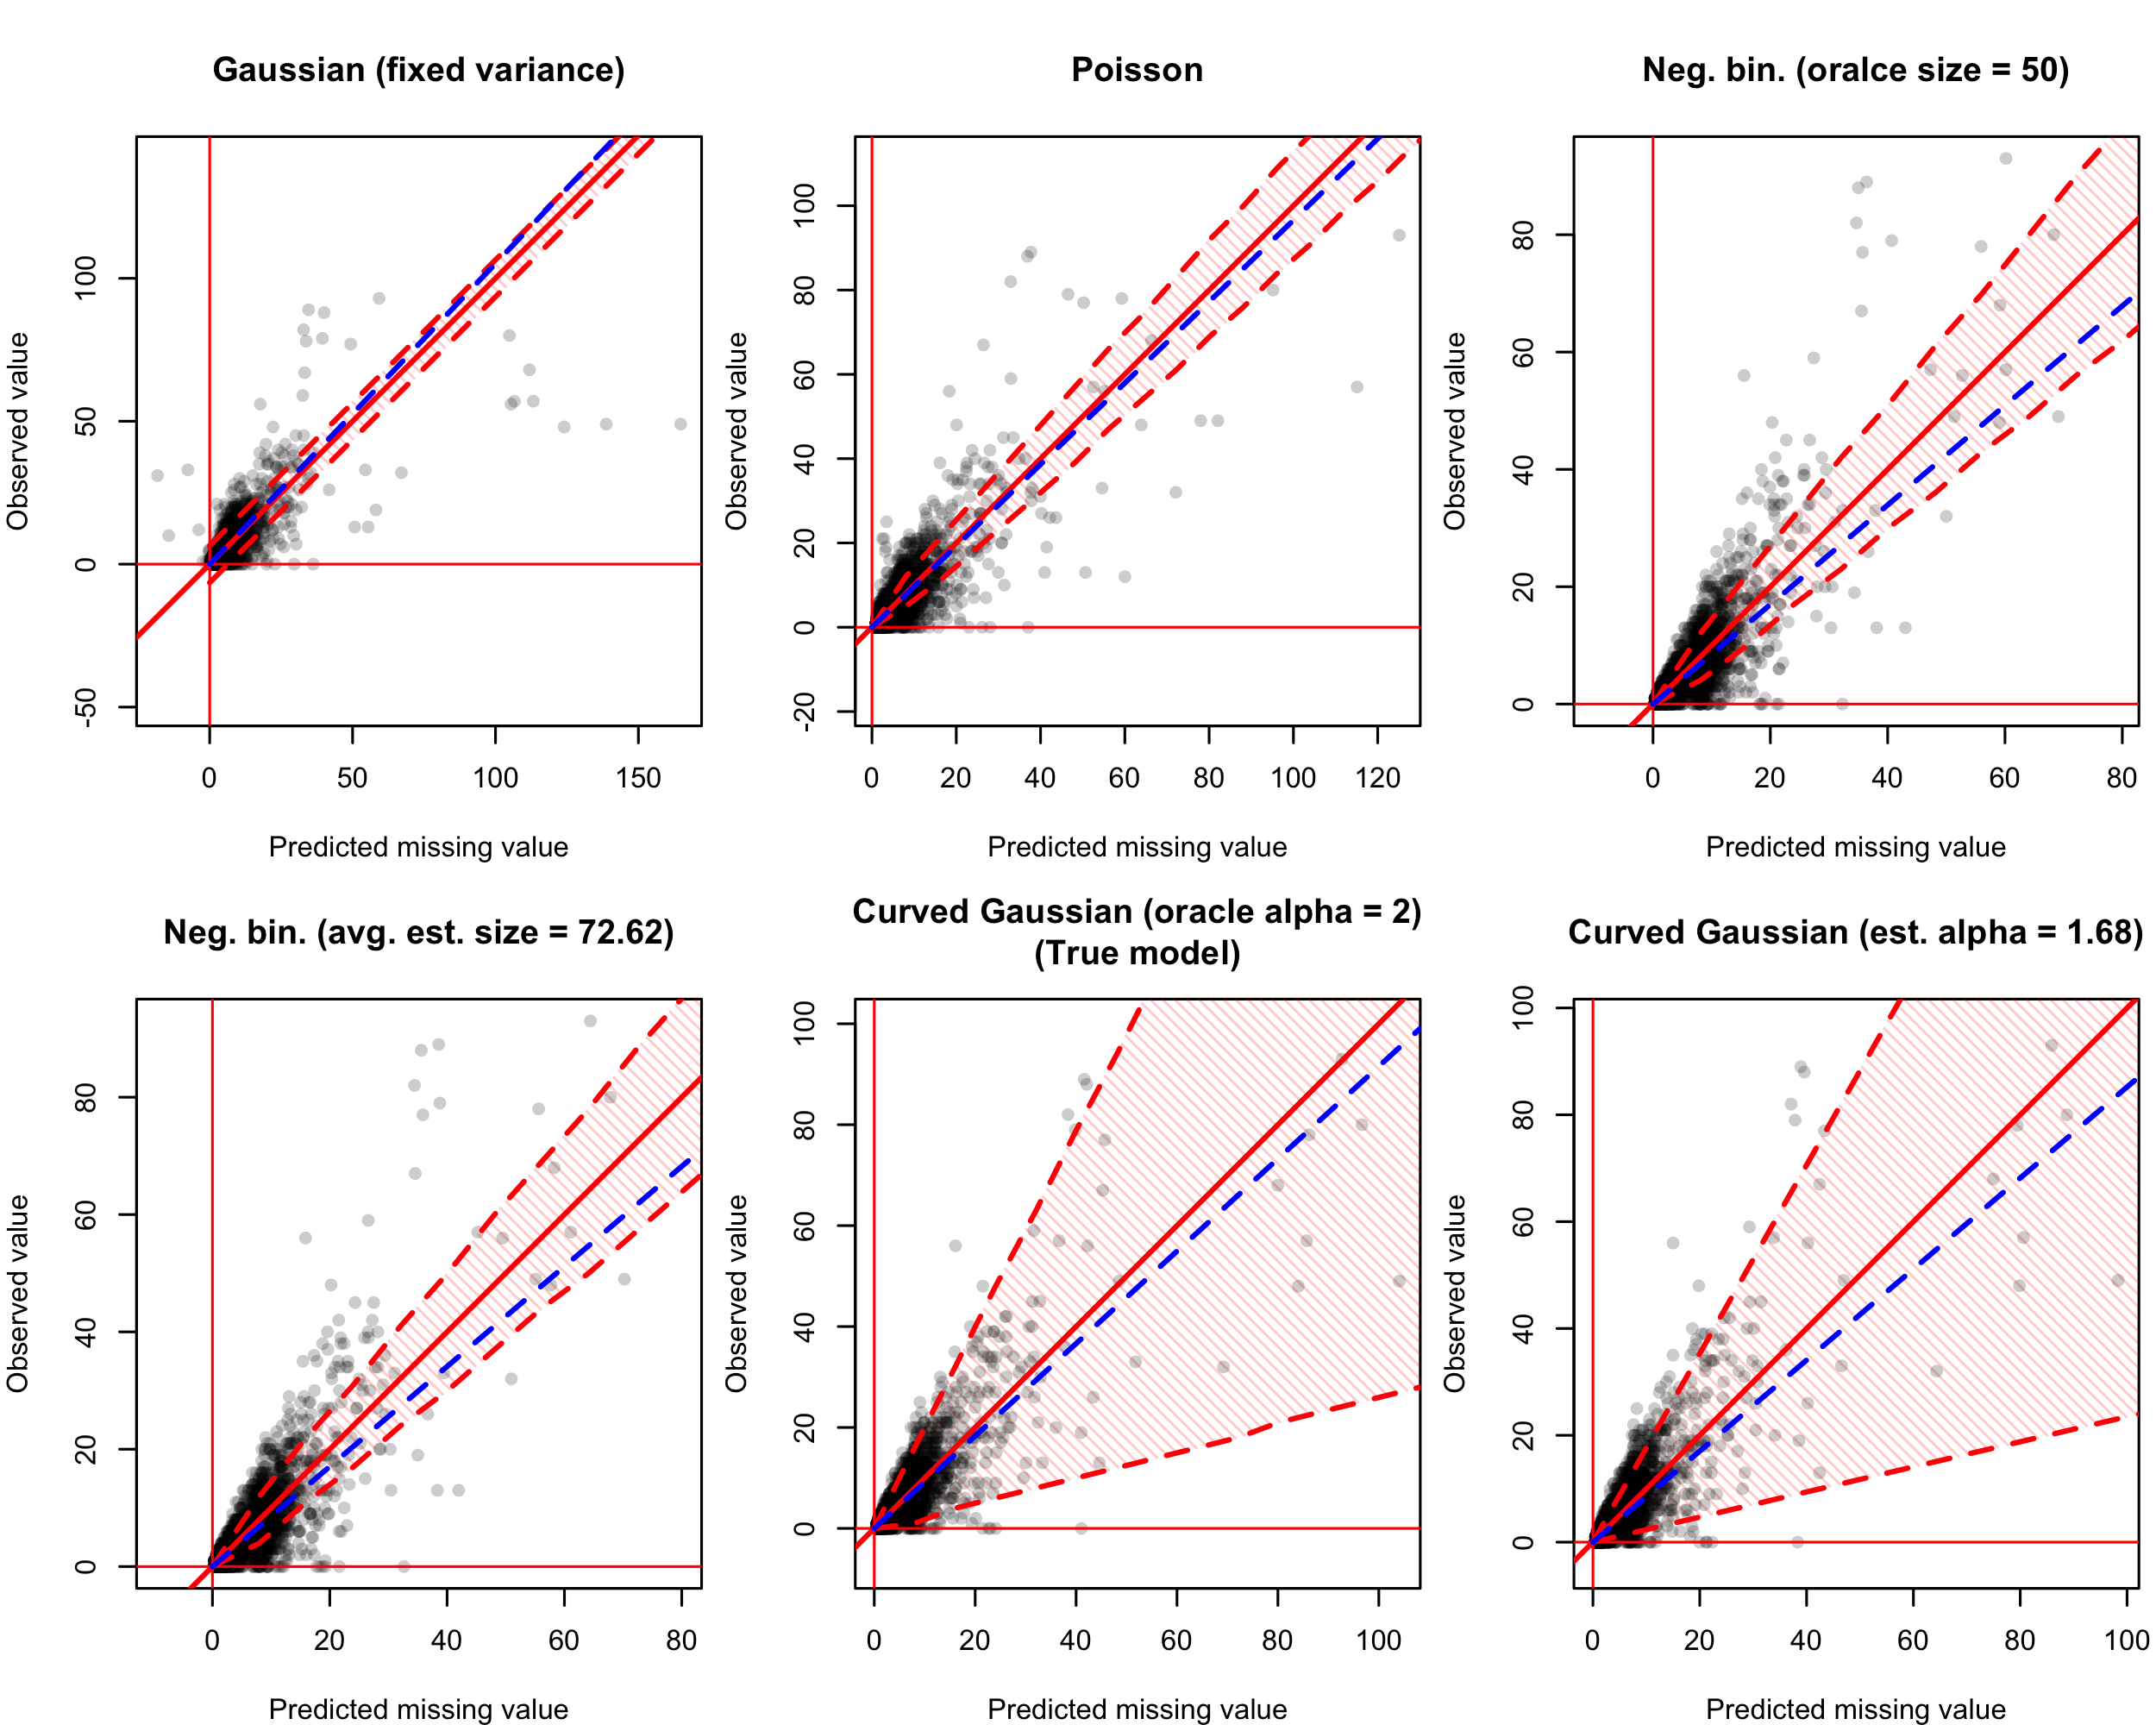 Gaussian (fixed variance)
Observed value
100
50
0
-50
0 50 100 150
Predicted missing value
Poisson
Observed value
100
80
60
40
20
0
-20
0 20 40 60 80 100 120
Predicted missing value
Neg. bin. (oralce size = 50)
Observed value
80
60
40
20
0
0 20 40 60 80
Predicted missing value
Neg. bin. (avg. est. size = 72.62)
Observed value
80
60
40
20
0
0 20 40 60 80
Predicted missing value
Curved Gaussian (oracle alpha = 2)
(True model)
Observed value
100
80
60
40
20
0
0 20 40 60 80 100
Predicted missing value
Curved Gaussian (est. alpha = 1.68)
Observed value
100
80
60
40
20
0
0 20 40 60 80 100
Predicted missing value